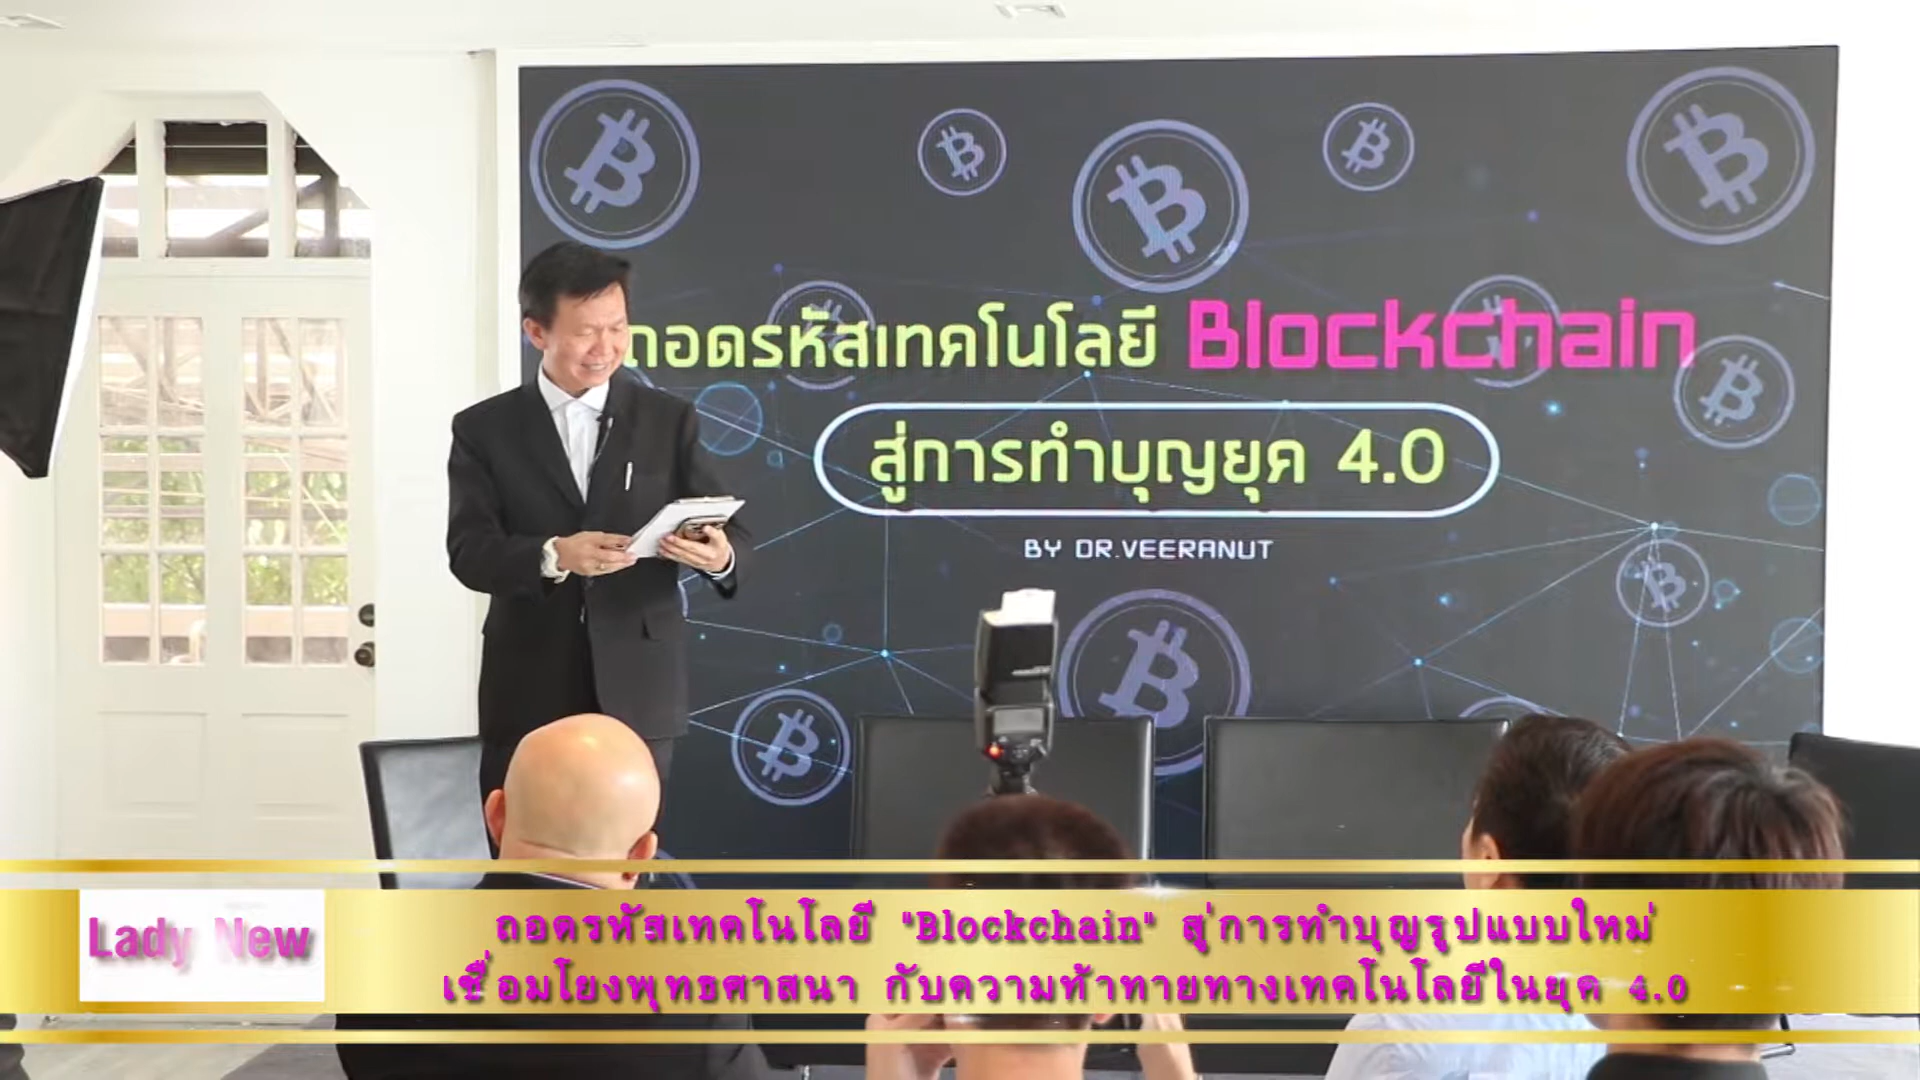 ถอดรหัสเทคโนโลยี Blockchain
สู่การทำบุญยุค 4.0
BY DR.VEERANUT
Lady New
ถอดรหัสเทคโนโลยี "Blockchain" สู่การทำบุญรูปแบบใหม่
เชื่อมโยงพุทธศาสนา กับความท้าทายทางเทคโนโลยีในยุค 4.0